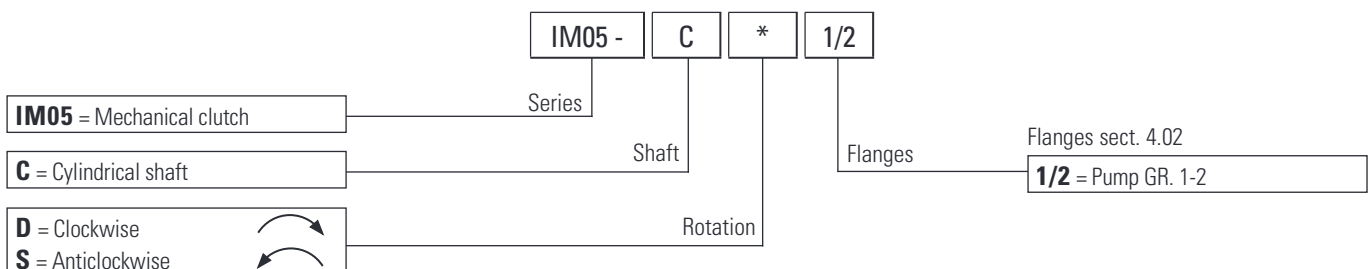 IM05 - C * 1/2
Series
IM05 = Mechanical clutch
Flanges sect. 4.02
Shaft
Flanges
C = Cylindrical shaft
1/2 = Pump GR. 1-2
D = Clockwise
Rotation
S = Anticlockwise